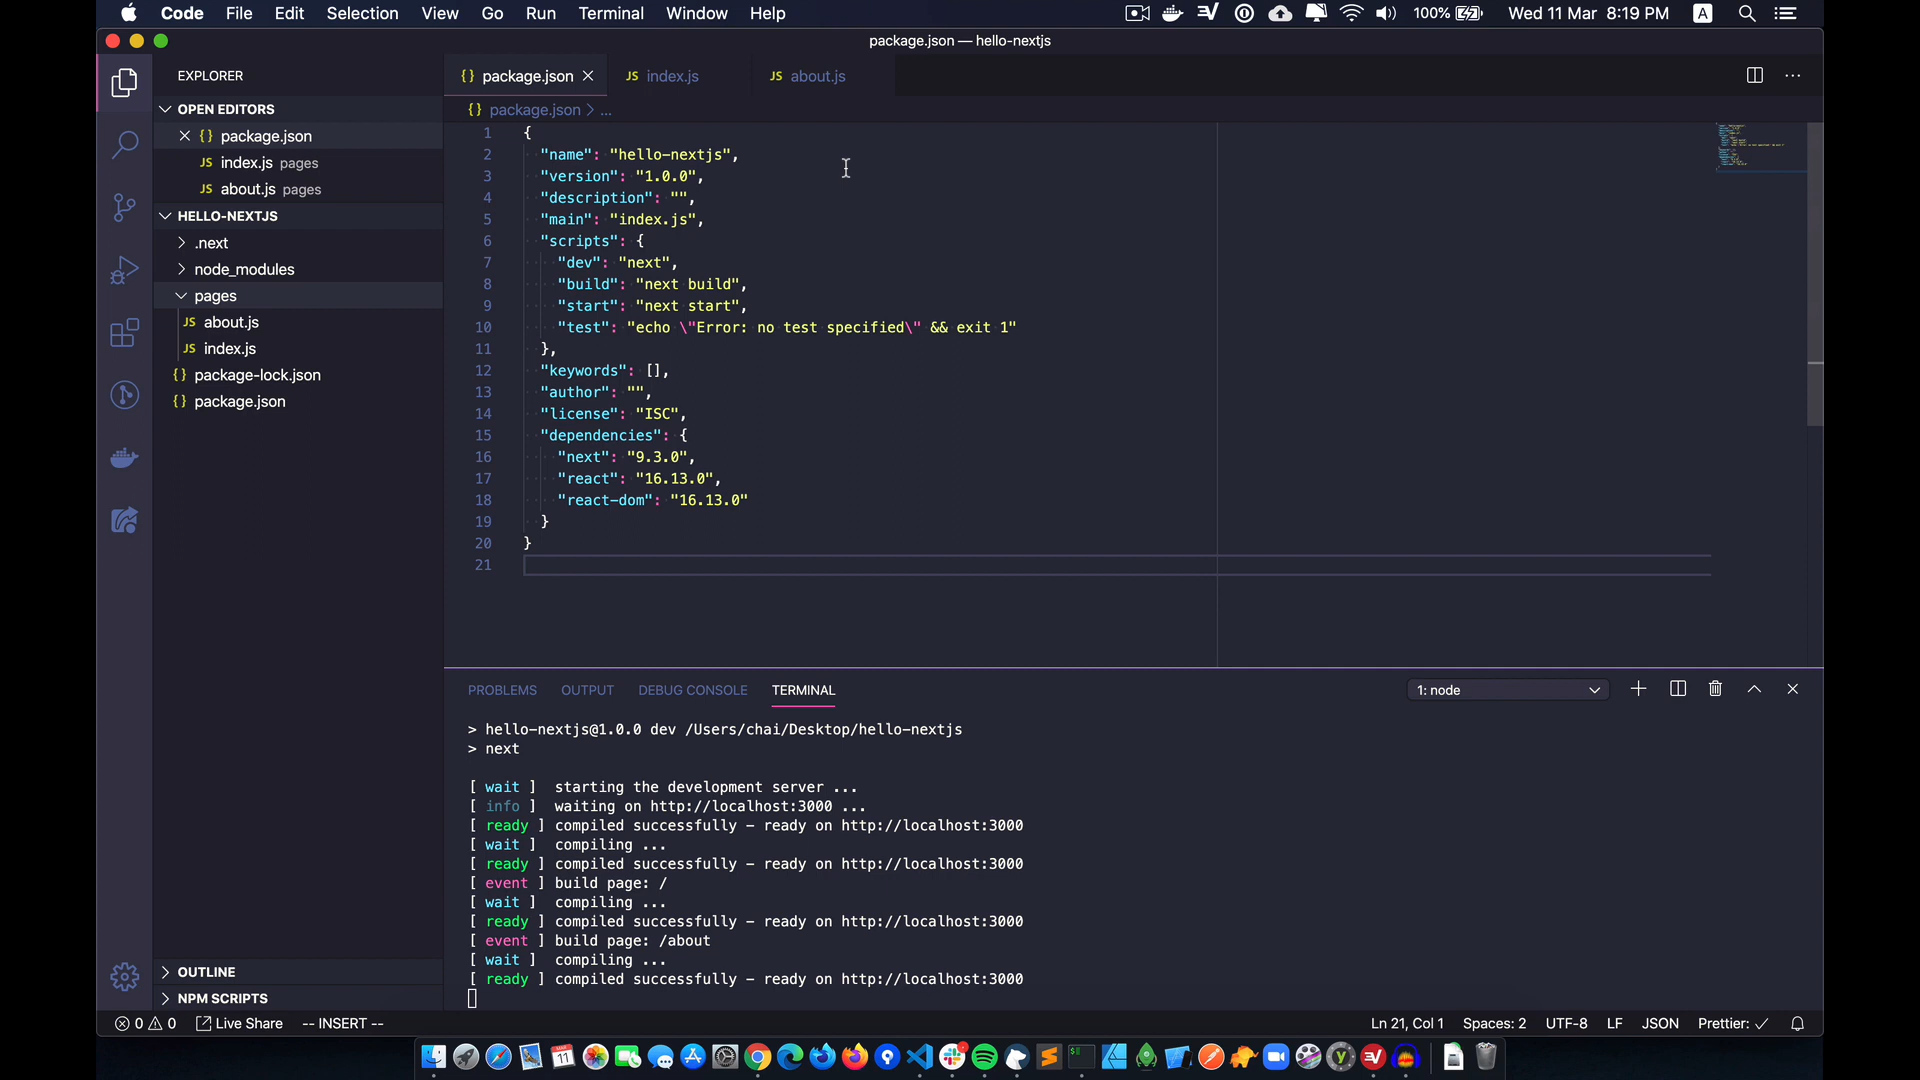 Code File Edit Selection View Go Run Terminal Window Help 100% Wed 11 Mar 8:19 PM A
package.json — hello-nextjs
EXPLORER
OPEN EDITORS
{} package.json
JS index.js pages
JS about.js pages
HELLO-NEXTJS
.next
node_modules
pages
JS about.js
JS index.js
{} package-lock.json
{} package.json
OUTLINE
NPM SCRIPTS
{} package.json JS index.js JS about.js
{} package.json > ...
1 {
2 "name": "hello-nextjs",
3 "version": "1.0.0",
4 "description": "",
5 "main": "index.js",
6 "scripts": {
7 "dev": "next",
8 "build": "next build",
9 "start": "next start",
10 "test": "echo \"Error: no test specified\" && exit 1"
11 },
12 "keywords": [],
13 "author": "",
14 "license": "ISC",
15 "dependencies": {
16 "next": "9.3.0",
17 "react": "16.13.0",
18 "react-dom": "16.13.0"
19 }
20 }
21
PROBLEMS OUTPUT DEBUG CONSOLE TERMINAL 1: node
> hello-nextjs@1.0.0 dev /Users/chai/Desktop/hello-nextjs
> next
[ wait ] starting the development server ...
[ info ] waiting on http://localhost:3000 ...
[ ready ] compiled successfully - ready on http://localhost:3000
[ wait ] compiling ...
[ ready ] compiled successfully - ready on http://localhost:3000
[ event ] build page: /
[ wait ] compiling ...
[ ready ] compiled successfully - ready on http://localhost:3000
[ event ] build page: /about
[ wait ] compiling ...
[ ready ] compiled successfully - ready on http://localhost:3000
0 0 Live Share -- INSERT -- Ln 21, Col 1 Spaces: 2 UTF-8 LF JSON Prettier: ✓
11